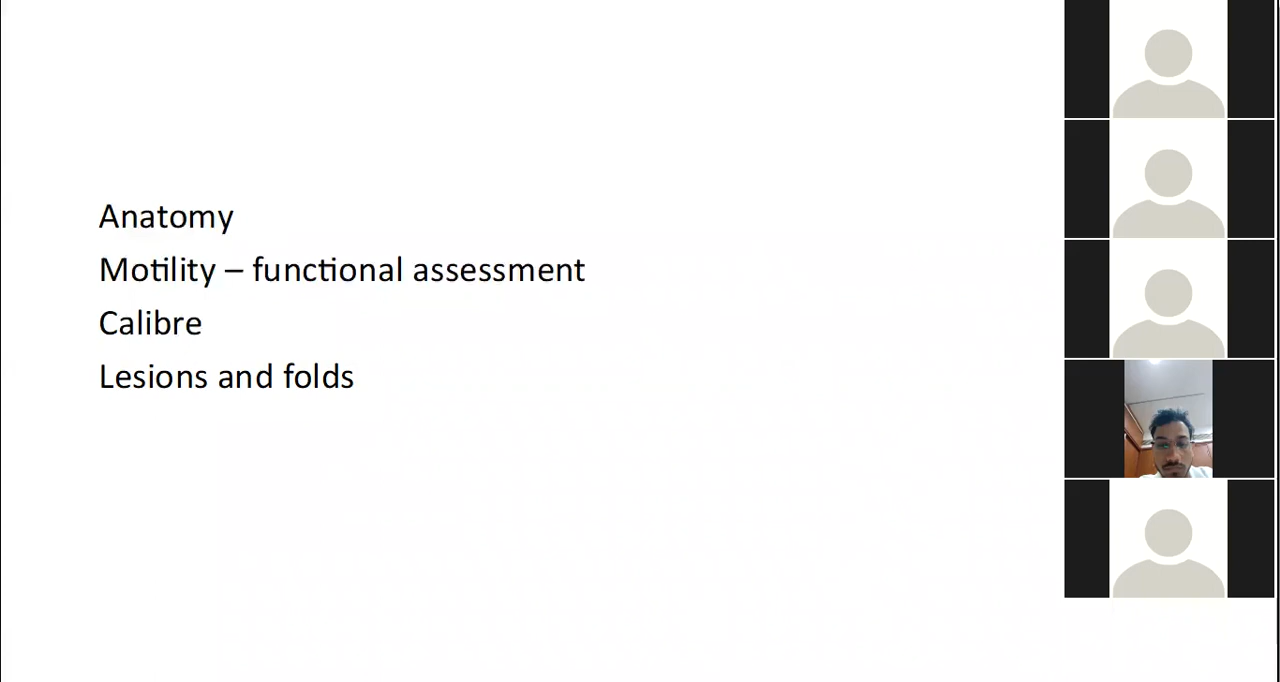 Anatomy
Motility – functional assessment
Calibre
Lesions and folds